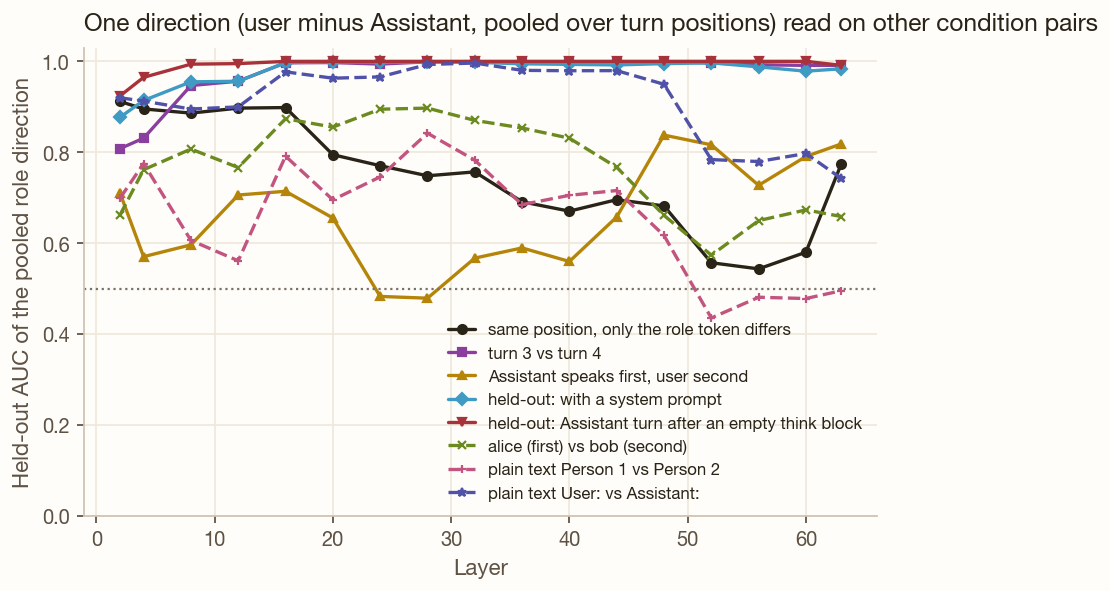 One direction (user minus Assistant, pooled over turn positions) read on other condition pairs
Held-out AUC of the pooled role direction
1.0
0.8
0.6
0.4
0.2
0.0
same position, only the role token differs
turn 3 vs turn 4
Assistant speaks first, user second
held-out: with a system prompt
held-out: Assistant turn after an empty think block
alice (first) vs bob (second)
plain text Person 1 vs Person 2
plain text User: vs Assistant:
0 10 20 30 40 50 60
Layer